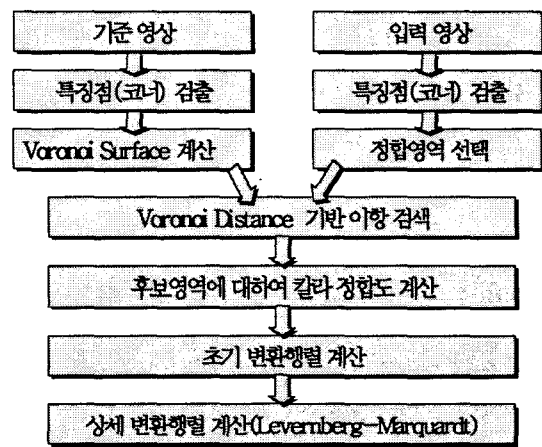 기준 영상
입력 영상
특징점(코너) 검출
특징점(코너) 검출
Voronoi Surface 계산
정합영역 선택
Voronoi Distance 기반 이항 검색
후보영역에 대하여 칼라 정합도 계산
초기 변환행렬 계산
상세 변환행렬 계산(Levernberg-Marquardt)